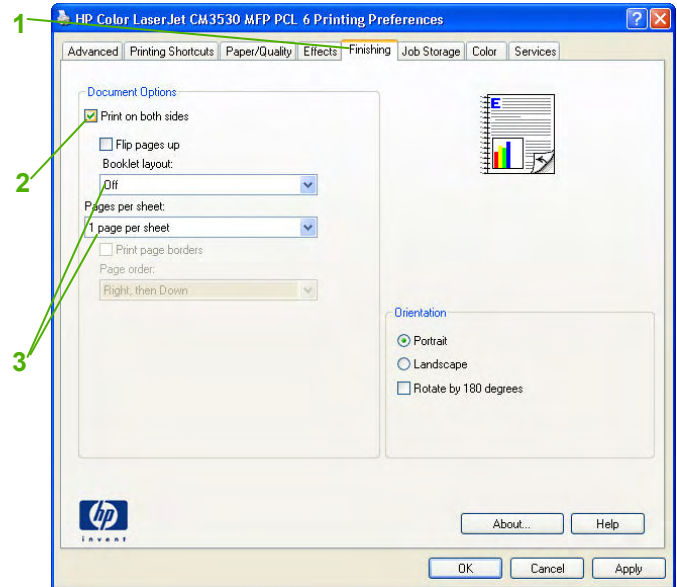 1
HP Color LaserJet CM3530 MFP PCL 6 Printing Preferences
Advanced Printing Shortcuts Paper/Quality Effects Finishing Job Storage Color Services
Document Options
Print on both sides
2
Flip pages up
Booklet layout:
Off
Pages per sheet:
1 page per sheet
Print page borders
Page order:
Right, then Down
3
E
Orientation
Portrait
Landscape
Rotate by 180 degrees
hp
invent
About... Help
OK Cancel Apply